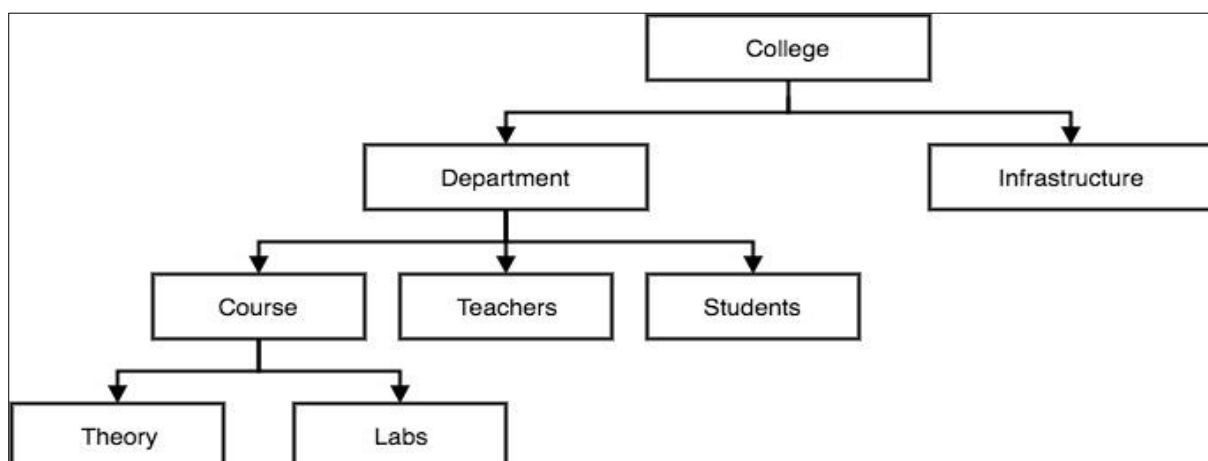 College
Department
Infrastructure
Course
Teachers
Students
Theory
Labs